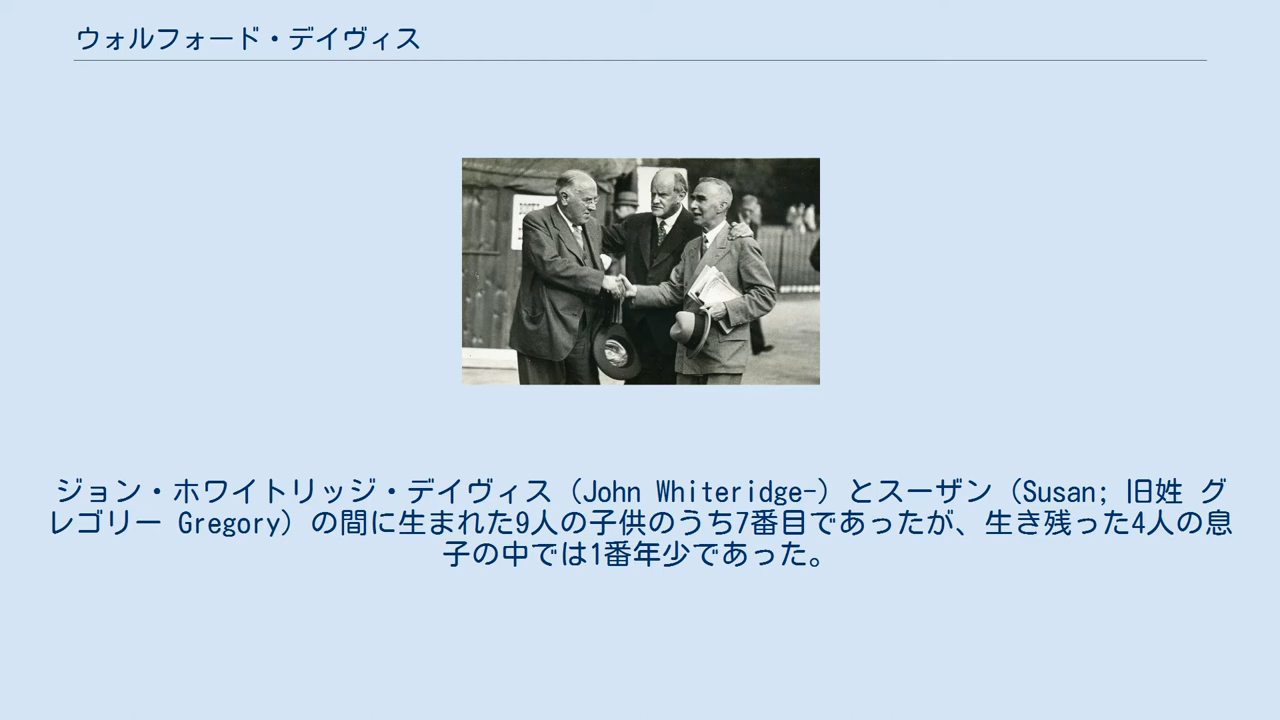 ウォルフォード・デイヴィス
ジョン・ホワイトリッジ・デイヴィス（John Whiteridge-）とスーザン（Susan; 旧姓 グ
レゴリー Gregory）の間に生まれた9人の子供のうち7番目であったが、生き残った4人の息
子の中では1番年少であった。